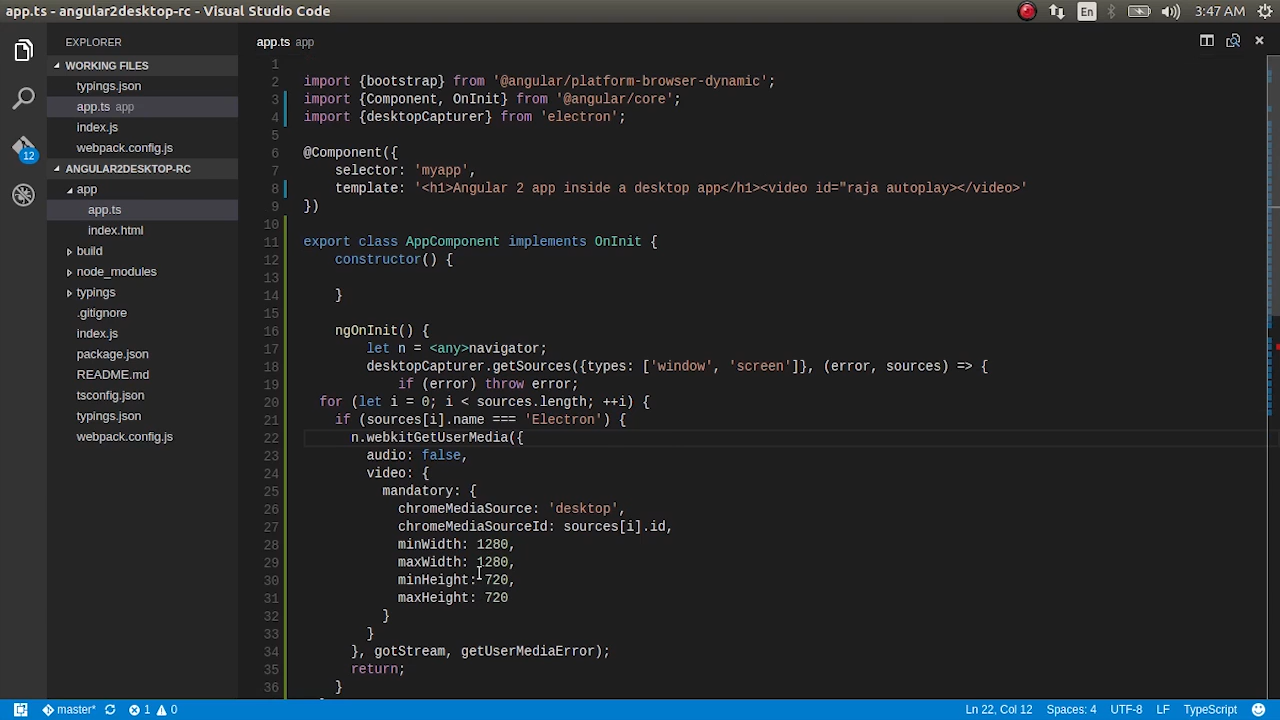 app.ts - angular2desktop-rc - Visual Studio Code
En
3:47 AM
EXPLORER
WORKING FILES
typings.json
app.ts app
index.js
webpack.config.js
ANGULAR2DESKTOP-RC
app
app.ts
index.html
build
node_modules
typings
.gitignore
index.js
package.json
README.md
tsconfig.json
typings.json
webpack.config.js
12
app.ts app
1
2 import {bootstrap} from '@angular/platform-browser-dynamic';
3 import {Component, OnInit} from '@angular/core';
4 import {desktopCapturer} from 'electron';
5
6 @Component({
7 selector: 'myapp',
8 template: '<h1>Angular 2 app inside a desktop app</h1><video id="raja autoplay></video>'
9 })
10
11 export class AppComponent implements OnInit {
12 constructor() {
13
14 }
15
16 ngOnInit() {
17 let n = <any>navigator;
18 desktopCapturer.getSources({types: ['window', 'screen']}, (error, sources) => {
19 if (error) throw error;
20 for (let i = 0; i < sources.length; ++i) {
21 if (sources[i].name === 'Electron') {
22 n.webkitGetUserMedia({
23 audio: false,
24 video: {
25 mandatory: {
26 chromeMediaSource: 'desktop',
27 chromeMediaSourceId: sources[i].id,
28 minWidth: 1280,
29 maxWidth: 1280,
30 minHeight: 720,
31 maxHeight: 720
32 }
33 }
34 }, gotStream, getUserMediaError);
35 return;
36 }
master* 1 0
Ln 22, Col 12 Spaces: 4 UTF-8 LF TypeScript